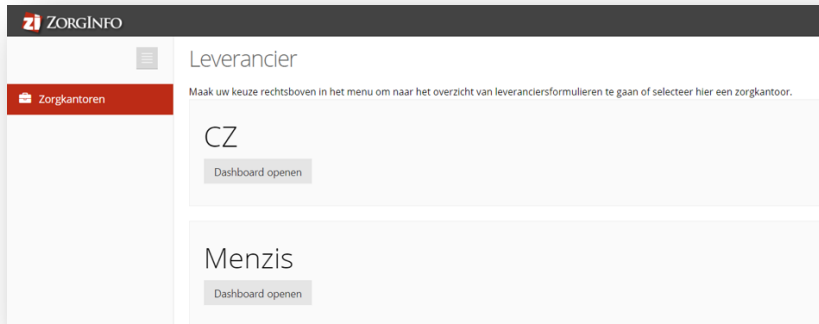 ZI ZORGINFO
Leverancier
Zorgkantoren
Maak uw keuze rechtsboven in het menu om naar het overzicht van leveranciersformulieren te gaan of selecteer hier een zorgkantoor.
CZ
Dashboard openen
Menzis
Dashboard openen